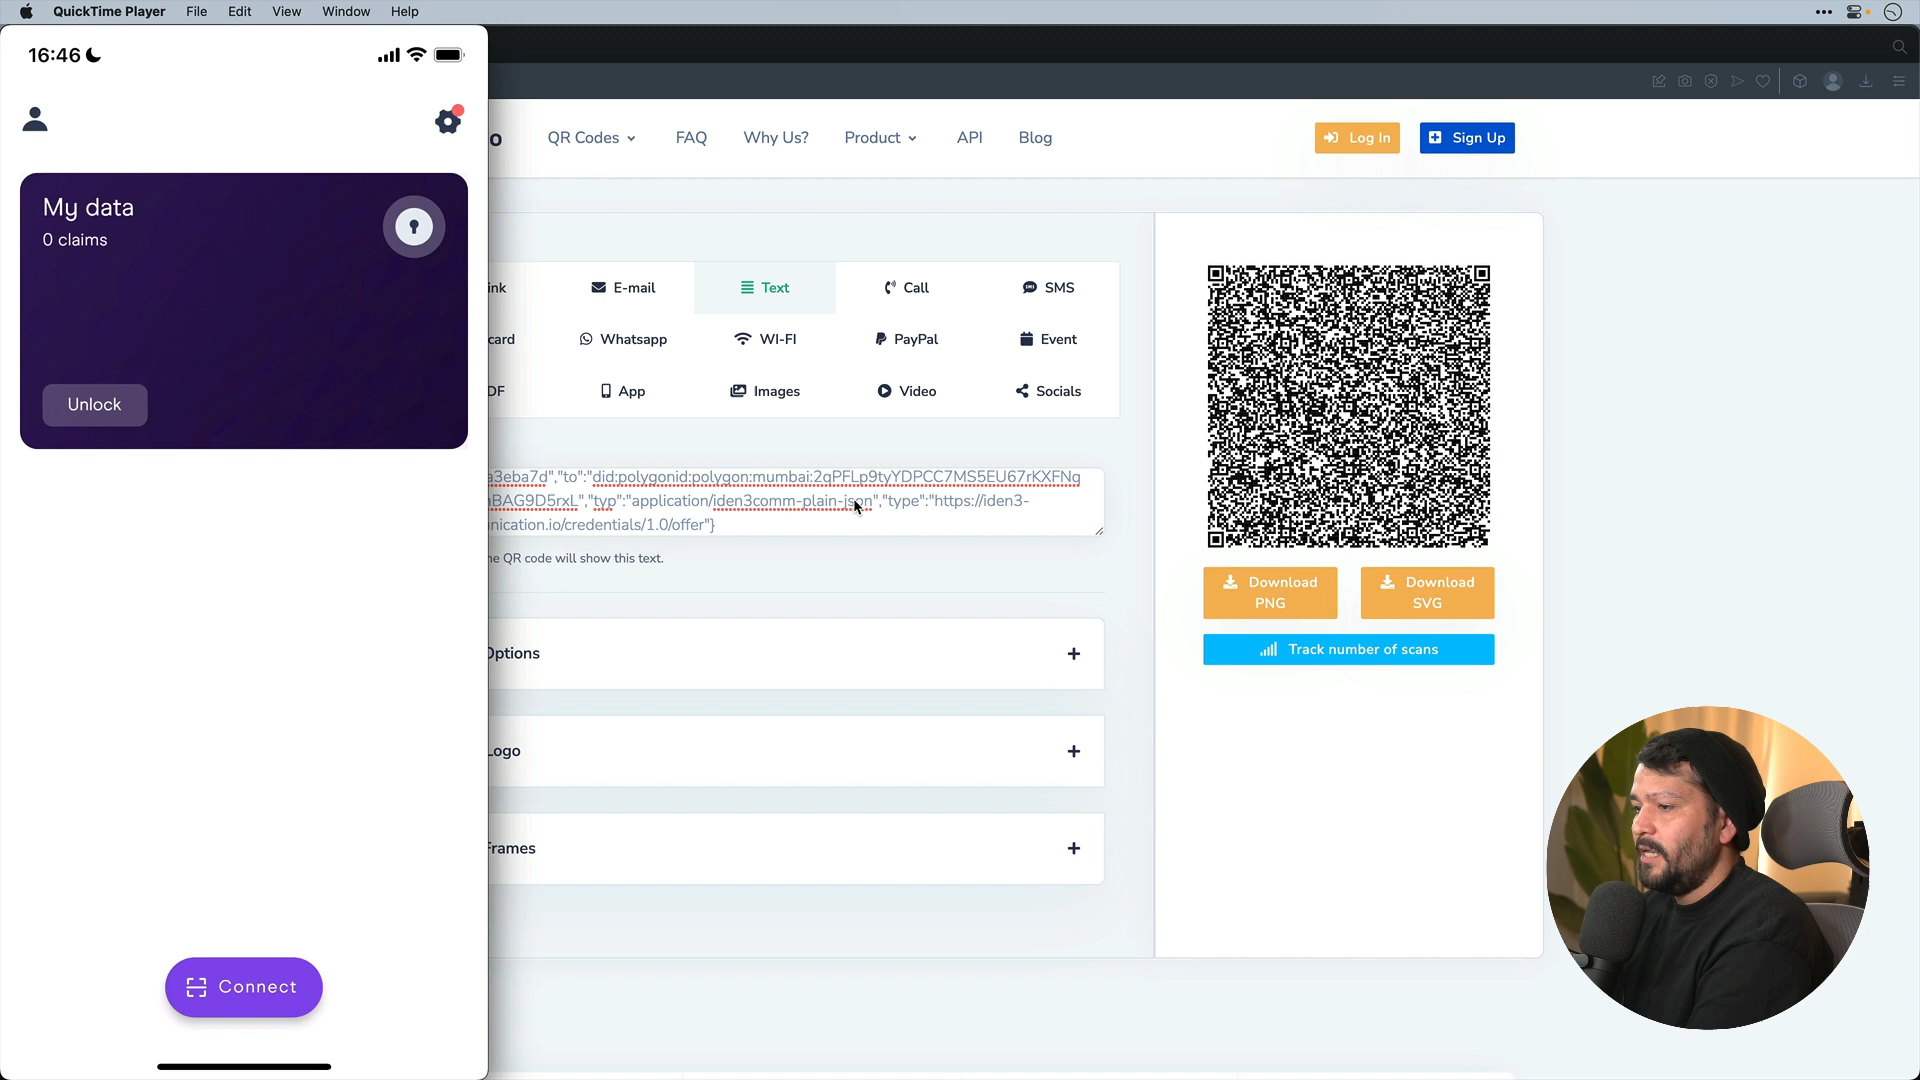 QuickTime Player File Edit View Window Help
16:46
My data
0 claims
Unlock
Connect
o QR Codes FAQ Why Us? Product API Blog Log In Sign Up
ink E-mail Text Call SMS
card Whatsapp WI-FI PayPal Event
DF App Images Video Socials
a3eba7d","to":"did:polygonid:polygon:mumbai:2qPFLp9tyYDPCC7MS5EU67rKXFNq
nBAG9D5rxL","typ":"application/iden3comm-plain-json","type":"https://iden3-
nication.io/credentials/1.0/offer"}
he QR code will show this text.
Options
Logo
Frames
Download PNG
Download SVG
Track number of scans